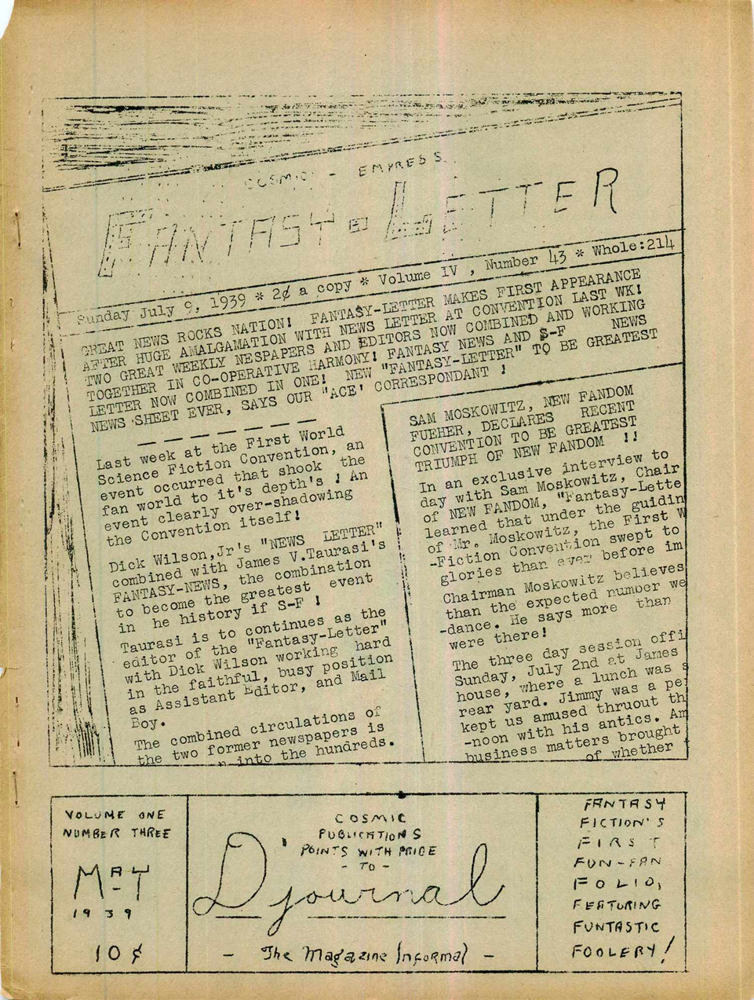 COSMIC - EMPRESS
FANTASY-LETTER
Sunday July 9, 1939 * 2¢ a copy * Volume IV , Number 43 * Whole:214
GREAT NEWS ROCKS NATION! FANTASY-LETTER MAKES FIRST APPEARANCE
AFTER HUGE AMALGAMATION WITH NEWS LETTER AT CONVENTION LAST WK!
TWO GREAT WEEKLY NESPAPERS AND EDITORS NOW COMBINED AND WORKING
TOGETHER IN CO-OPERATIVE HARMONY! FANTASY NEWS AND S-F NEWS
LETTER NOW COMBINED IN ONE! NEW "FANTASY-LETTER" TO BE GREATEST
NEWS SHEET EVER, SAYS OUR "ACE' CORRESPONDANT !
Last week at the First World
Science Fiction Convention, an
event occurred that shook the
fan world to it's depth's ! An
event clearly over-shadowing
the Convention itself!
Dick Wilson,Jr's "NEWS LETTER"
combined with James V.Taurasi's
FANTASY-NEWS, the combination
to become the greatest event
in he history if S-F !
Taurasi is to continues as the
editor of the "Fantasy-Letter"
with Dick Wilson working hard
in the faithful, busy position
as Assistant Editor, and Mail
Boy.
The combined circulations of
the two former newspapers is
into the hundreds.
SAM MOSKOWITZ, NEW FANDOM
FUEHER, DECLARES RECENT
CONVENTION TO BE GREATEST
TRIUMPH OF NEW FANDOM !!
In an exclusive interview to
day with Sam Moskowitz, Chair
of NEW FANDOM, "Fantasy-Lette
learned that under the guidin
of Mr. Moskowitz, the First W
-Fiction Convention swept to
glories than ever before im
Chairman Moskowitz believes
than the expected number we
-dance. He says more than
were there!
The three day session offi
Sunday, July 2nd at James
house, where a lunch was s
rear yard. Jimmy was a pe
kept us amused thruout th
-noon with his antics. An
business matters brought
of whether
VOLUME ONE
NUMBER THREE
MAY
1939
10¢
COSMIC
PUBLICATIONS
POINTS WITH PRIDE
- TO -
D'journal
- The Magazine Informal -
FANTASY
FICTION'S
FIRST
FUN-FAN
FOLIO,
FEATURING
FUNTASTIC
FOOLERY!